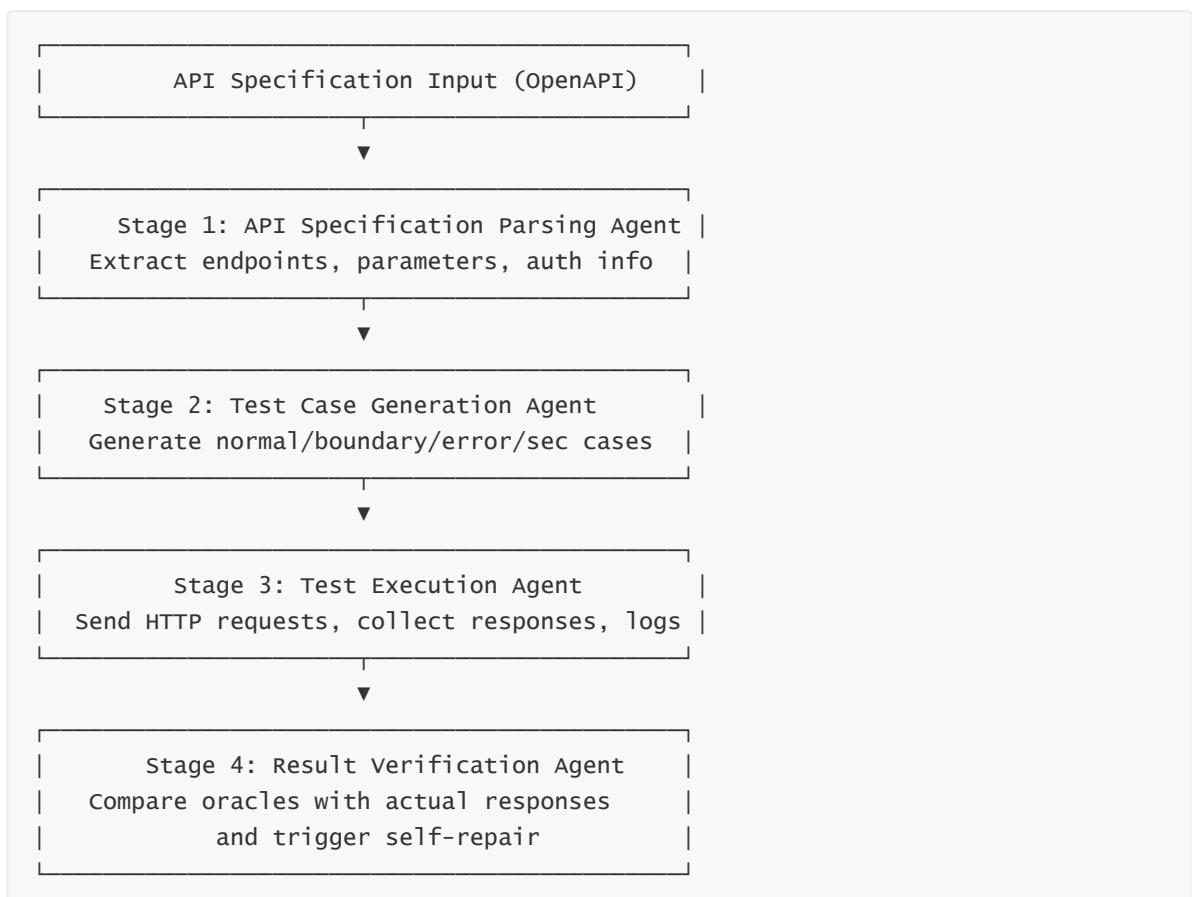 API Specification Input (OpenAPI)
▼
Stage 1: API Specification Parsing Agent
Extract endpoints, parameters, auth info
▼
Stage 2: Test Case Generation Agent
Generate normal/boundary/error/sec cases
▼
Stage 3: Test Execution Agent
Send HTTP requests, collect responses, logs
▼
Stage 4: Result Verification Agent
Compare oracles with actual responses
and trigger self-repair